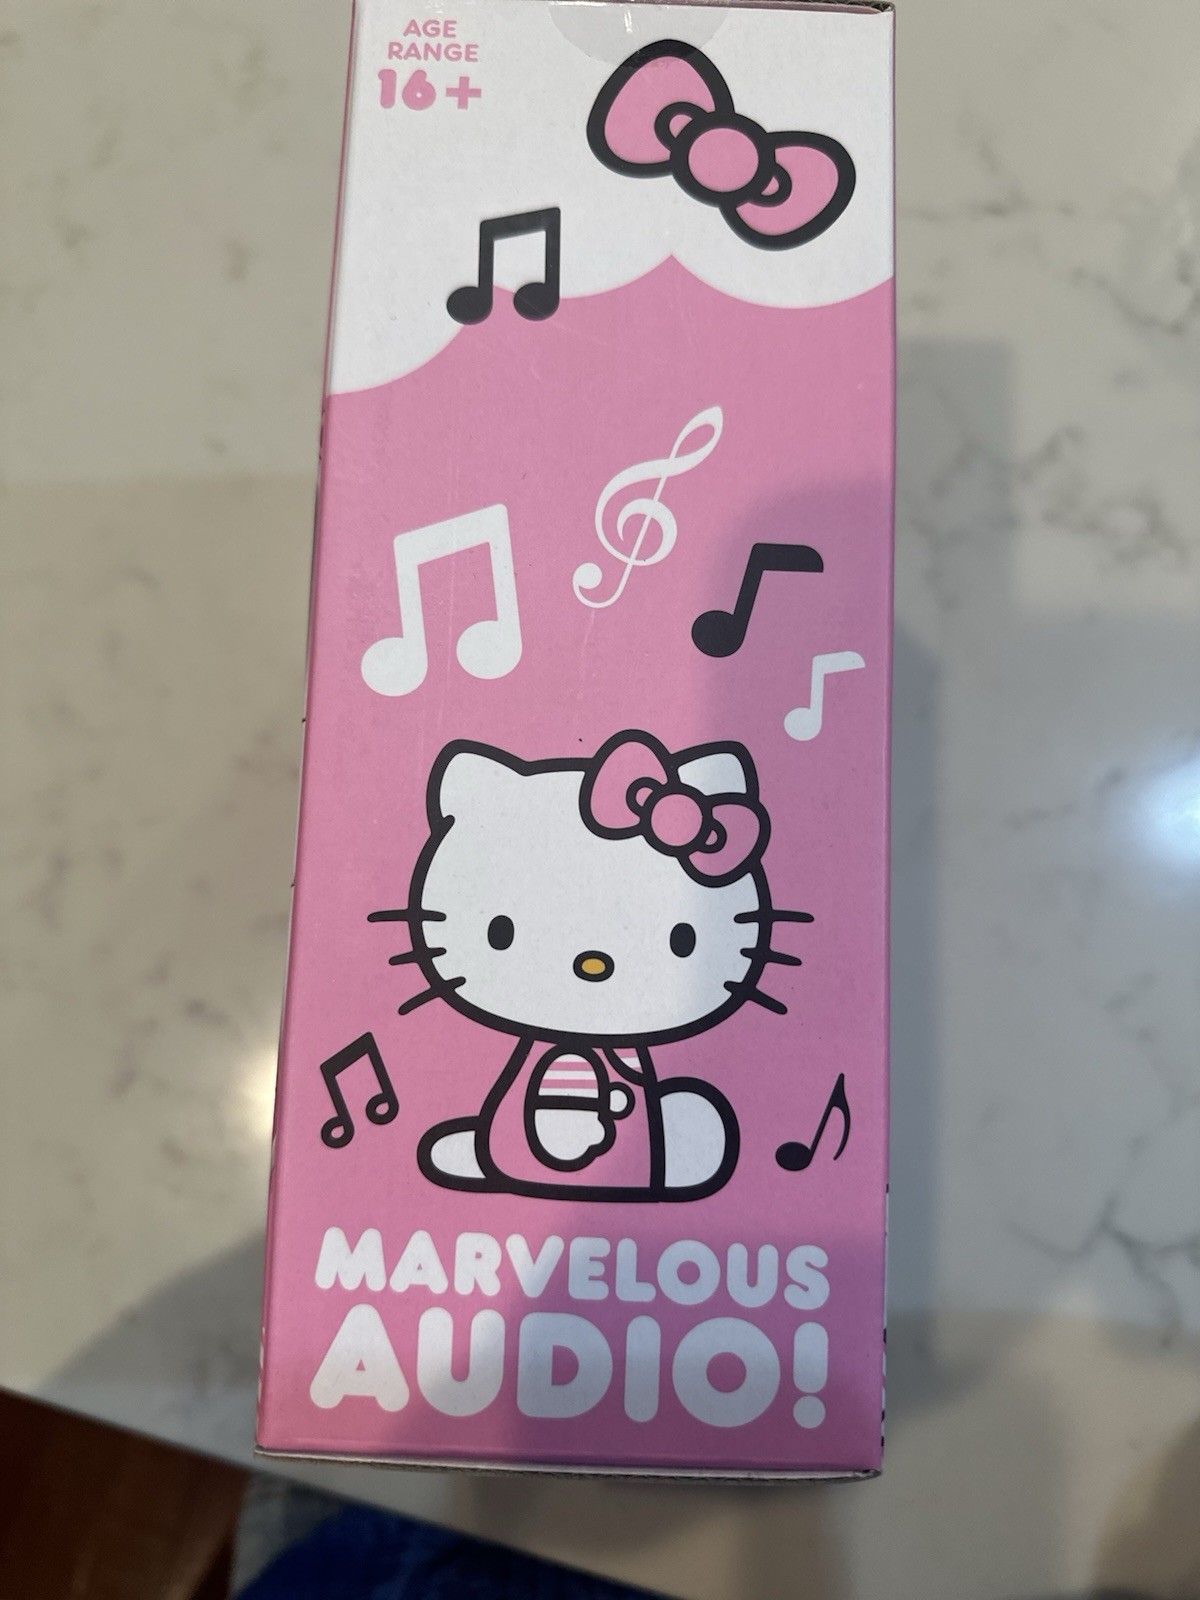 AGE
RANGE
16+
MARVELOUS
AUDIO!